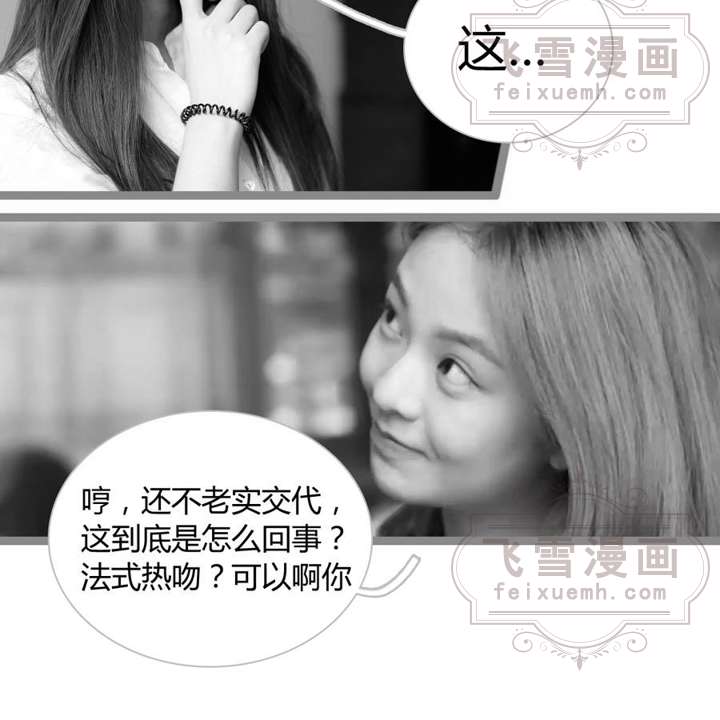 这...
飞雪漫画
feixuemh.com
哼，还不老实交代，
这到底是怎么回事？
法式热吻？可以啊你
飞雪漫画
feixuemh.com